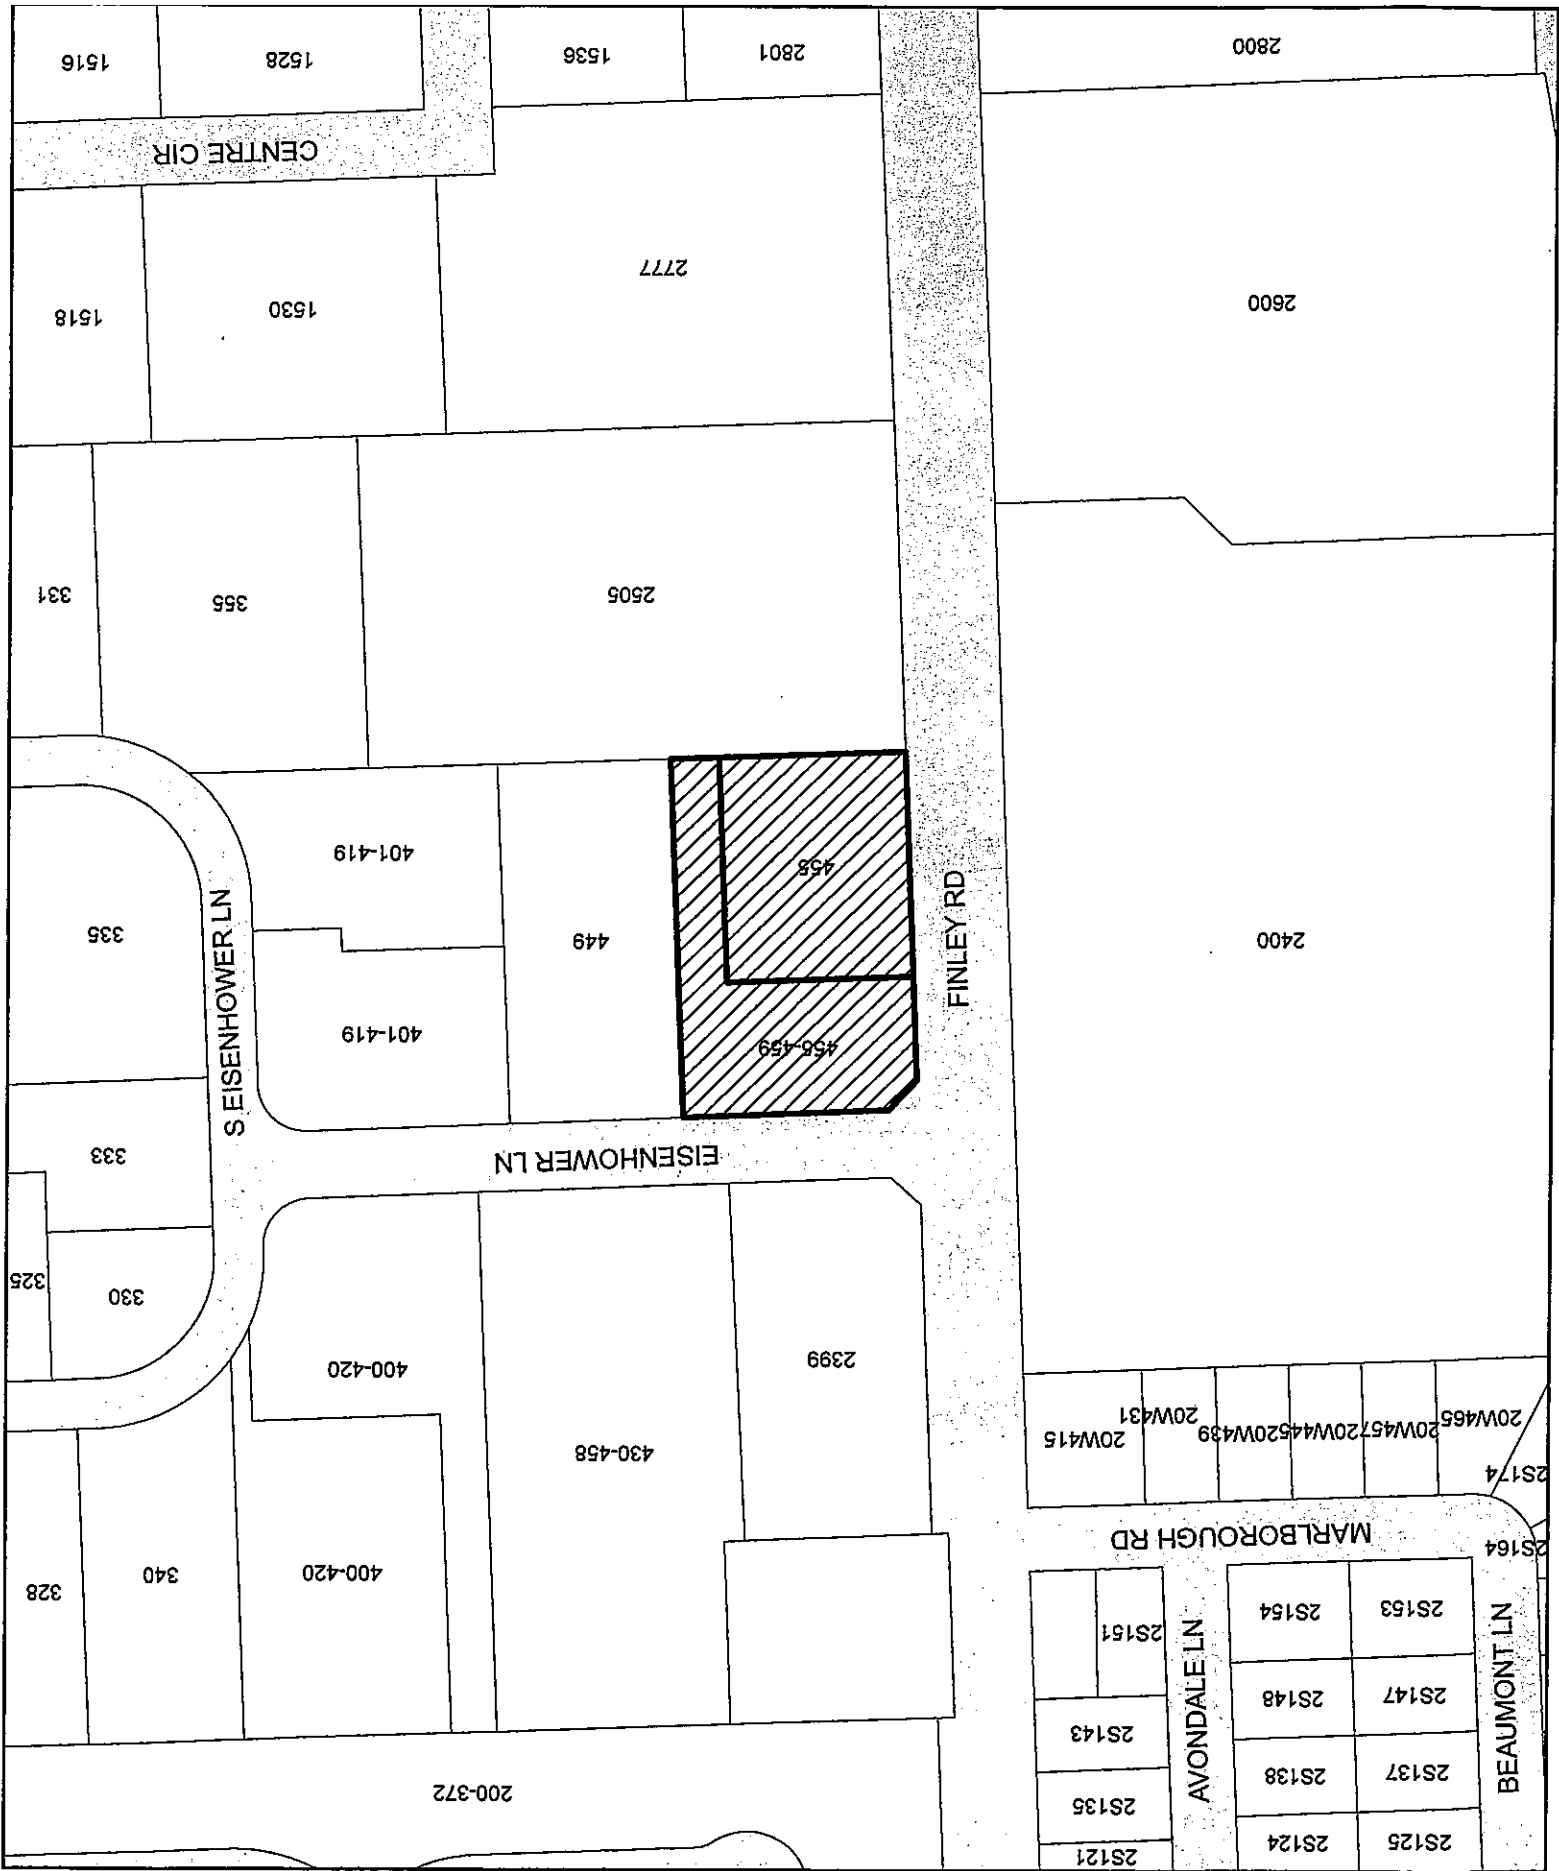 2S125
2S124
2S121
2S137
2S138
2S135
200-372
BEAUMONT LN
AVONDALE LN
2S147
2S148
2S143
2S153
2S154
2S151
400-420
340
328
2S164
MARLBOROUGH RD
2S174
20W465
20W457
20W445
20W439
20W431
20W415
430-458
2399
400-420
330
325
EISENHOWER LN
333
S EISENHOWER LN
455-459
401-419
2400
FINLEY RD
449
335
455
401-419
2505
355
331
2600
1530
1518
2777
CENTRE CIR
2800
2801
1536
1528
1516